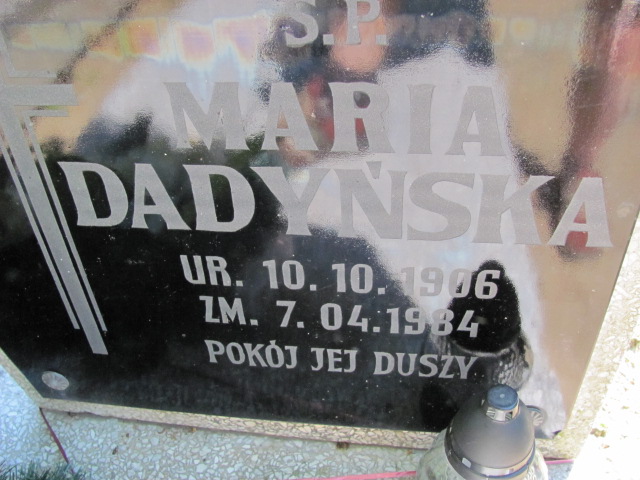 Ś.P.
MARIA
DADYŃSKA
UR. 10. 10. 1906
ZM. 7. 04. 1984
POKÓJ JEJ DUSZY